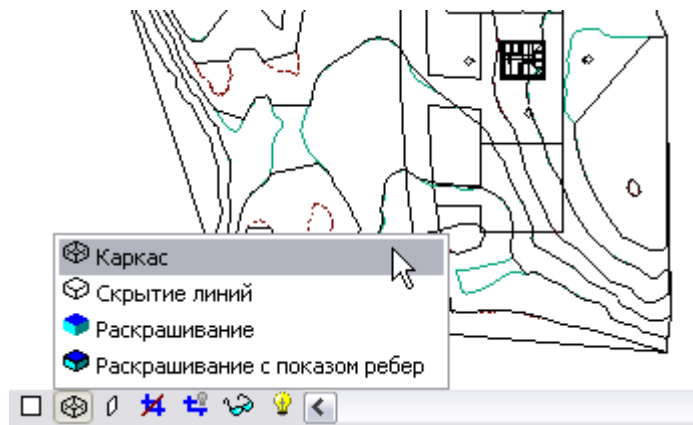 Каркас
Скрытие линий
Раскрашивание
Раскрашивание с показом ребер